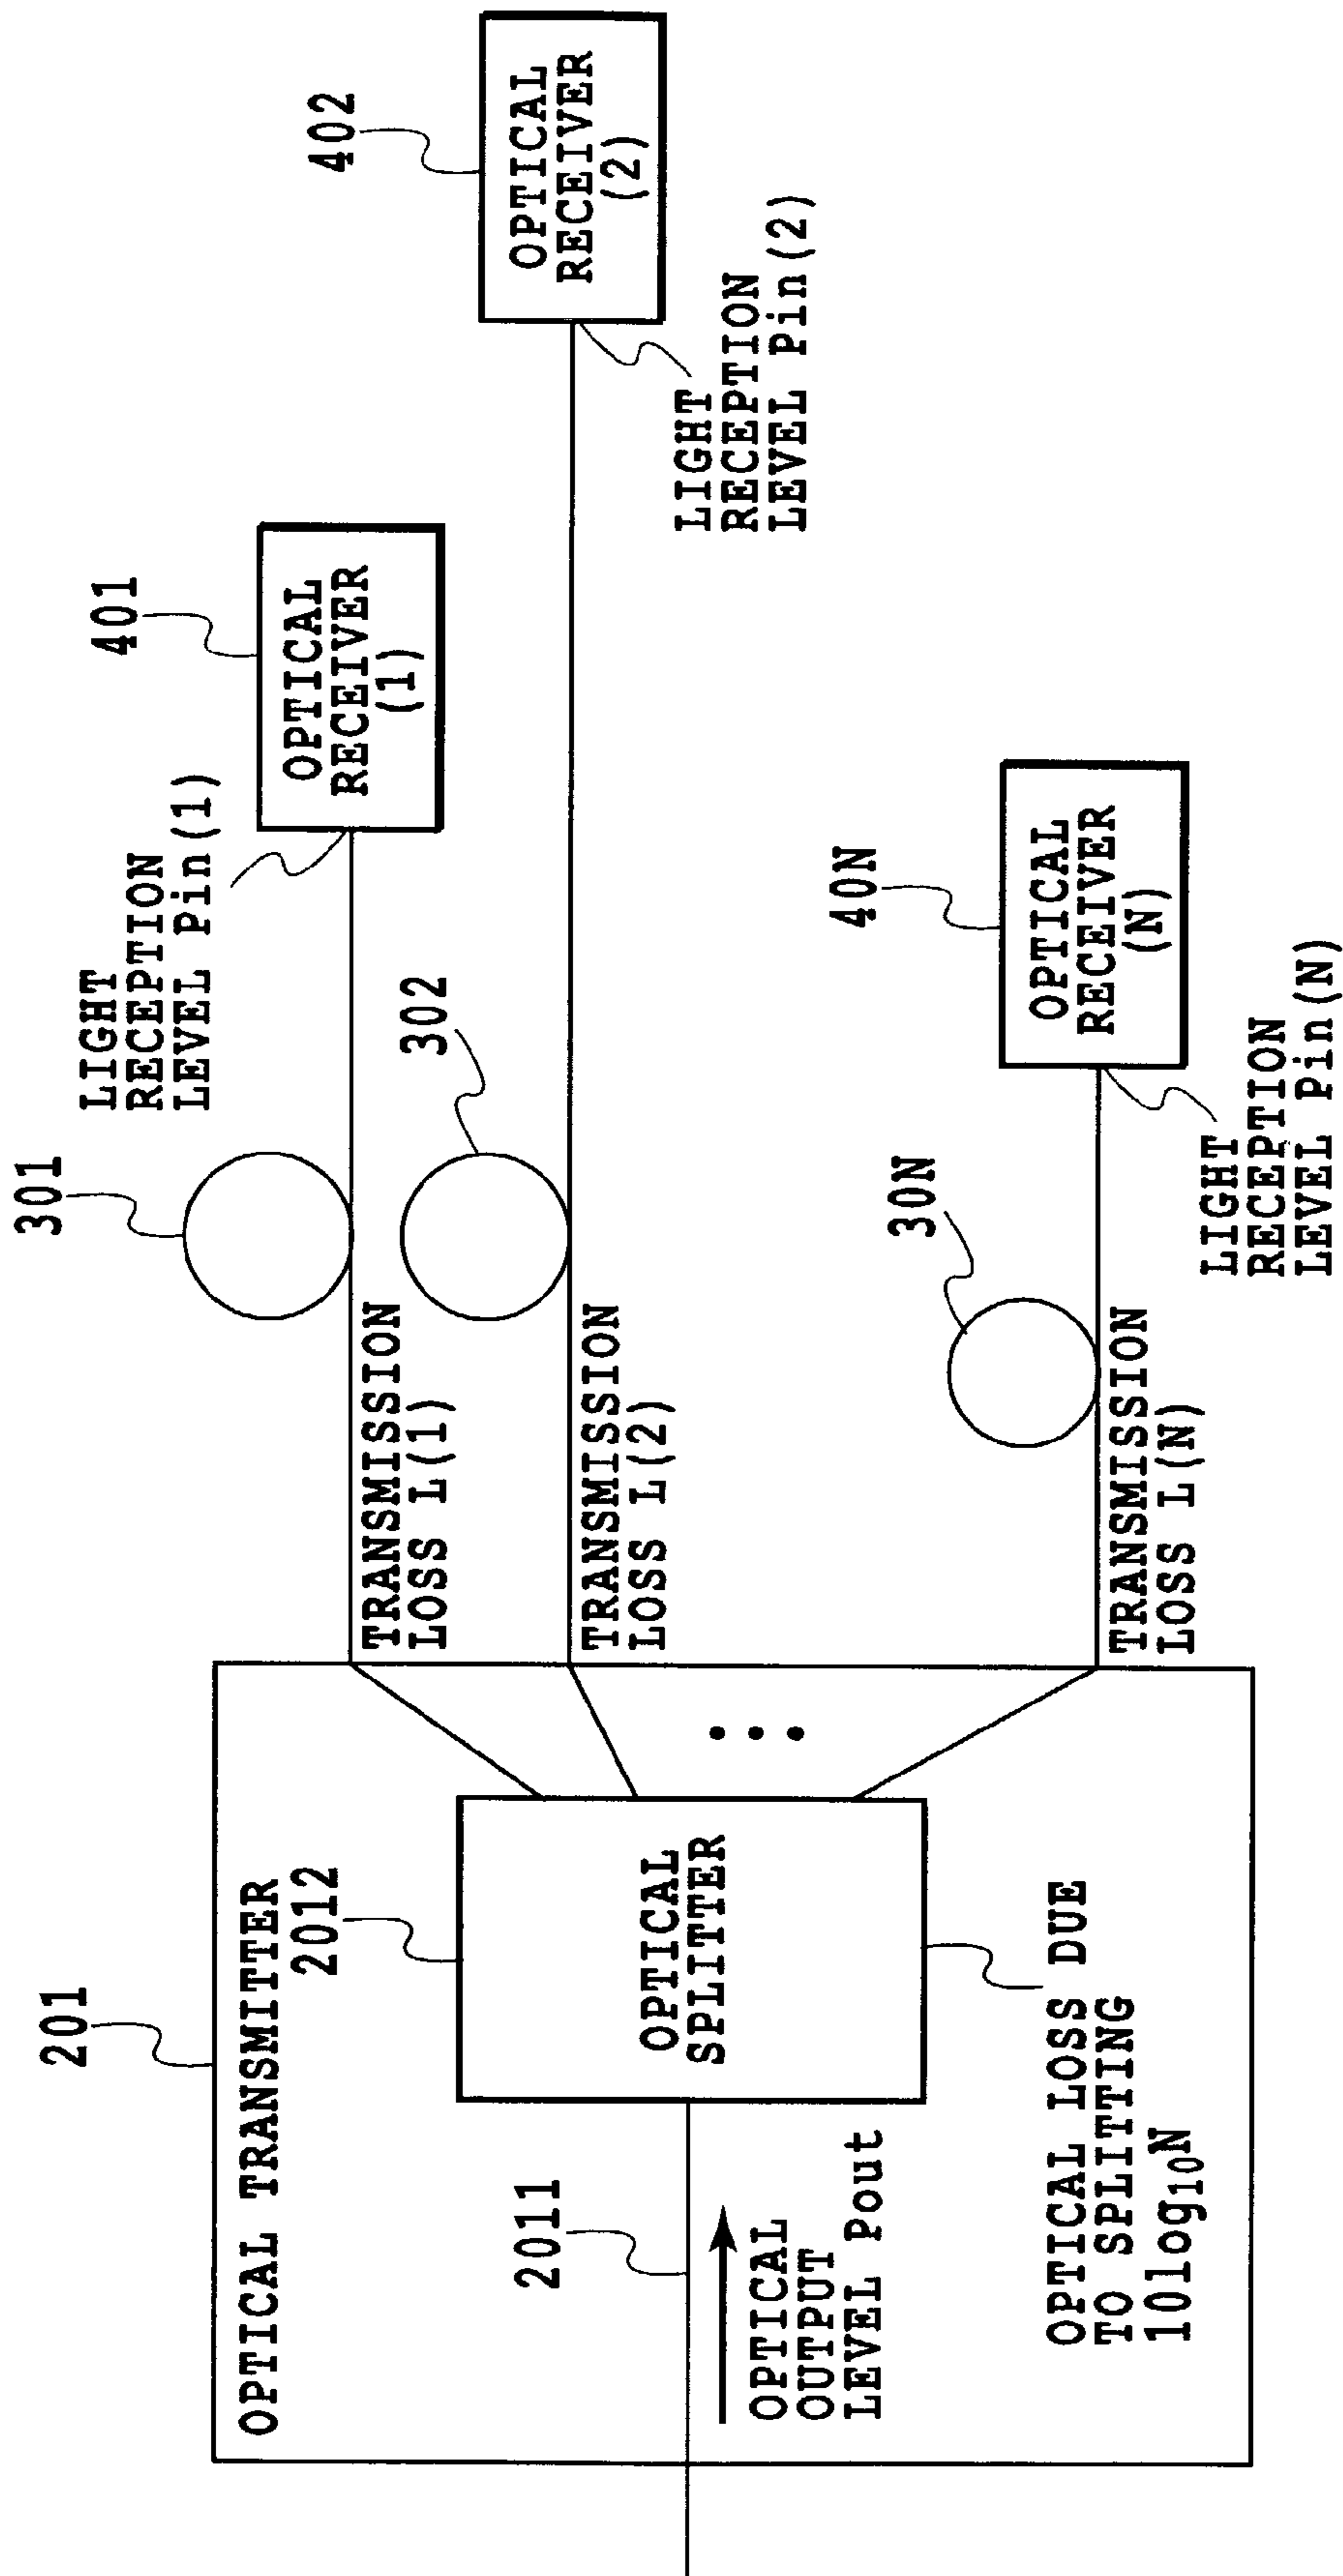 201
OPTICAL TRANSMITTER
2012
OPTICAL
SPLITTER
2011
OPTICAL
OUTPUT
LEVEL Pout
OPTICAL LOSS DUE
TO SPLITTING
10log₁₀N
TRANSMISSION
LOSS L(1)
301
LIGHT
RECEPTION
LEVEL Pin(1)
401
OPTICAL
RECEIVER
(1)
TRANSMISSION
LOSS L(2)
302
LIGHT
RECEPTION
LEVEL Pin(2)
402
OPTICAL
RECEIVER
(2)
TRANSMISSION
LOSS L(N)
30N
LIGHT
RECEPTION
LEVEL Pin(N)
40N
OPTICAL
RECEIVER
(N)